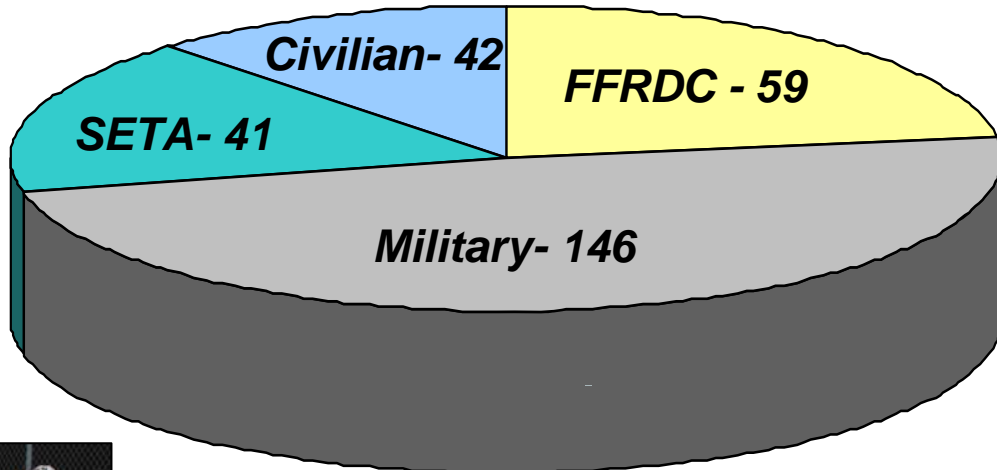 Civilian- 42
FFRDC - 59
SETA- 41
Military- 146